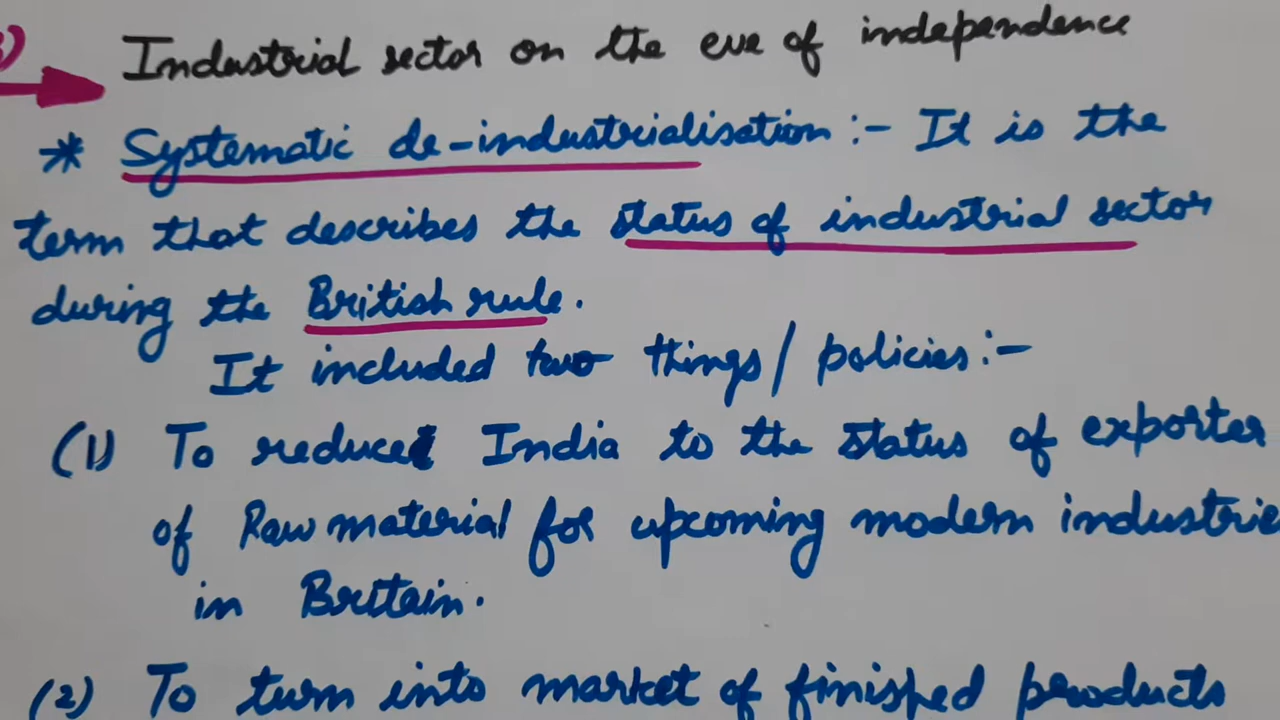 Industrial sector on the eve of independence
* Systematic de-industrialisation :- It is the
term that describes the status of industrial sector
during the British rule.
It included two things/policies:-
(1) To reduce India to the status of exporter
of Raw material for upcoming modern industrie
in Britain.
(2) To turn into market of finished products